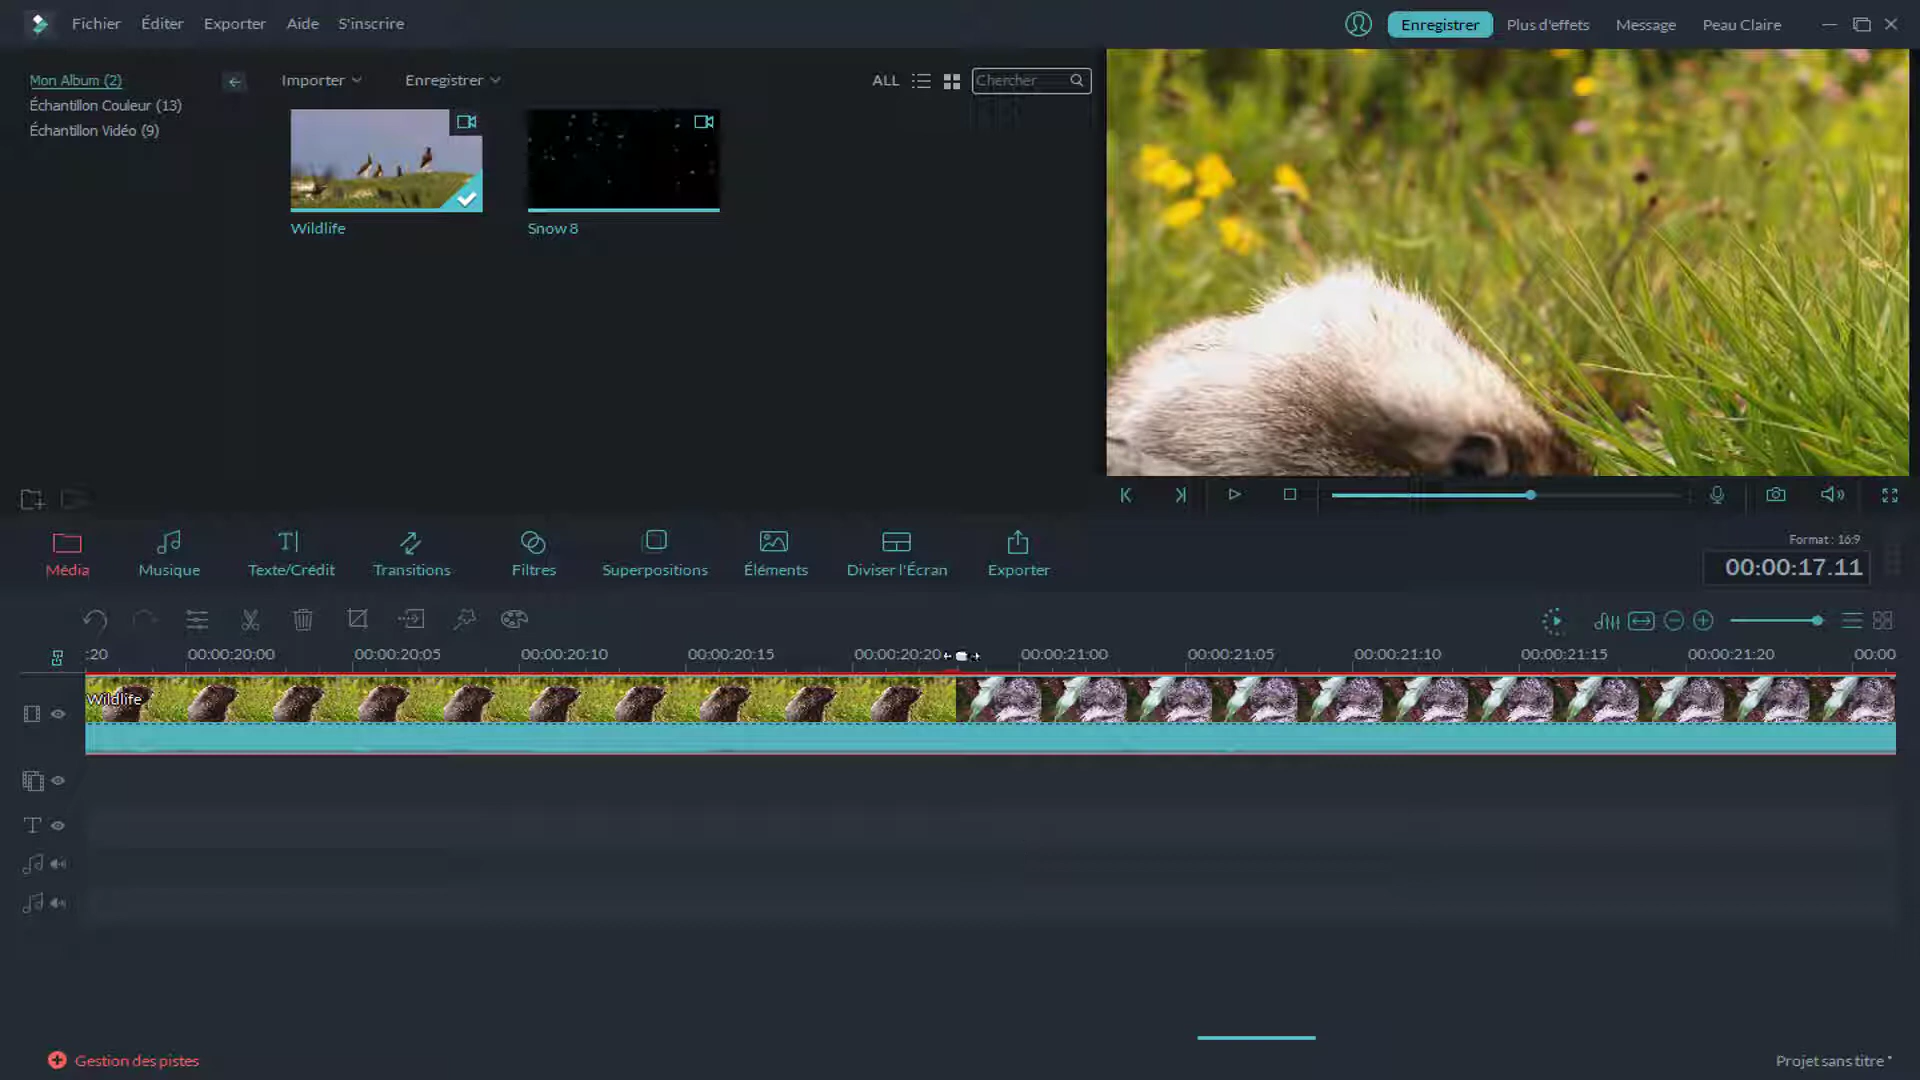 Fichier Éditer Exporter Aide S'inscrire Enregistrer Plus d'effets Message Peau Claire
Mon Album (2)
Échantillon Couleur (13)
Échantillon Vidéo (9)
Importer Enregistrer ALL Chercher
Wildlife Snow 8
Média Musique Texte/Crédit Transitions Filtres Superpositions Éléments Diviser l'Écran Exporter
Format : 16:9
00:00:17.11
:20 00:00:20:00 00:00:20:05 00:00:20:10 00:00:20:15 00:00:20:20 00:00:21:00 00:00:21:05 00:00:21:10 00:00:21:15 00:00:21:20 00:00
Wildlife
Gestion des pistes
Projet sans titre *